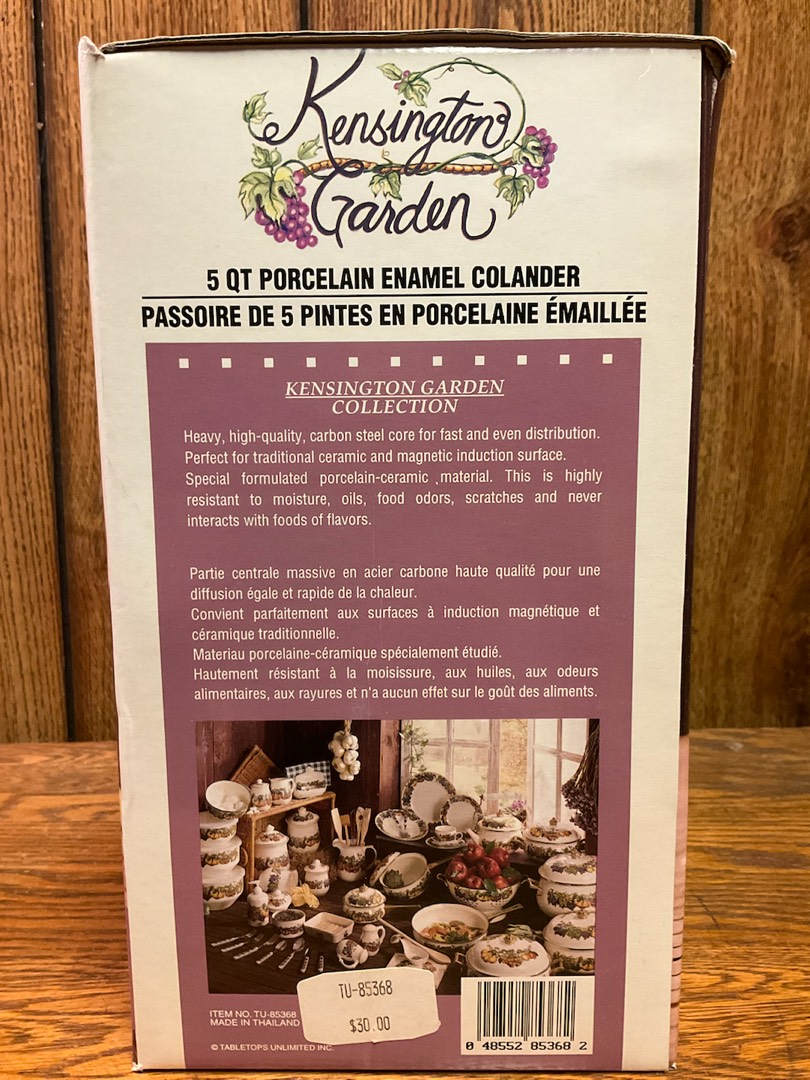 Kensington
Garden
5 QT PORCELAIN ENAMEL COLANDER
PASSOIRE DE 5 PINTES EN PORCELAINE ÉMAILLÉE
KENSINGTON GARDEN
COLLECTION
Heavy, high-quality, carbon steel core for fast and even distribution.
Perfect for traditional ceramic and magnetic induction surface.
Special formulated porcelain-ceramic material. This is highly
resistant to moisture, oils, food odors, scratches and never
interacts with foods of flavors.
Partie centrale massive en acier carbone haute qualité pour une
diffusion égale et rapide de la chaleur.
Convient parfaitement aux surfaces à induction magnétique et
céramique traditionnelle.
Materiau porcelaine-céramique spécialement étudié.
Hautement résistant à la moisissure, aux huiles, aux odeurs
alimentaires, aux rayures et n'a aucun effet sur le goût des aliments.
TU-85368
$30.00
ITEM NO. TU-85368
MADE IN THAILAND
© TABLETOPS UNLIMITED INC.
0 48552 85368 2